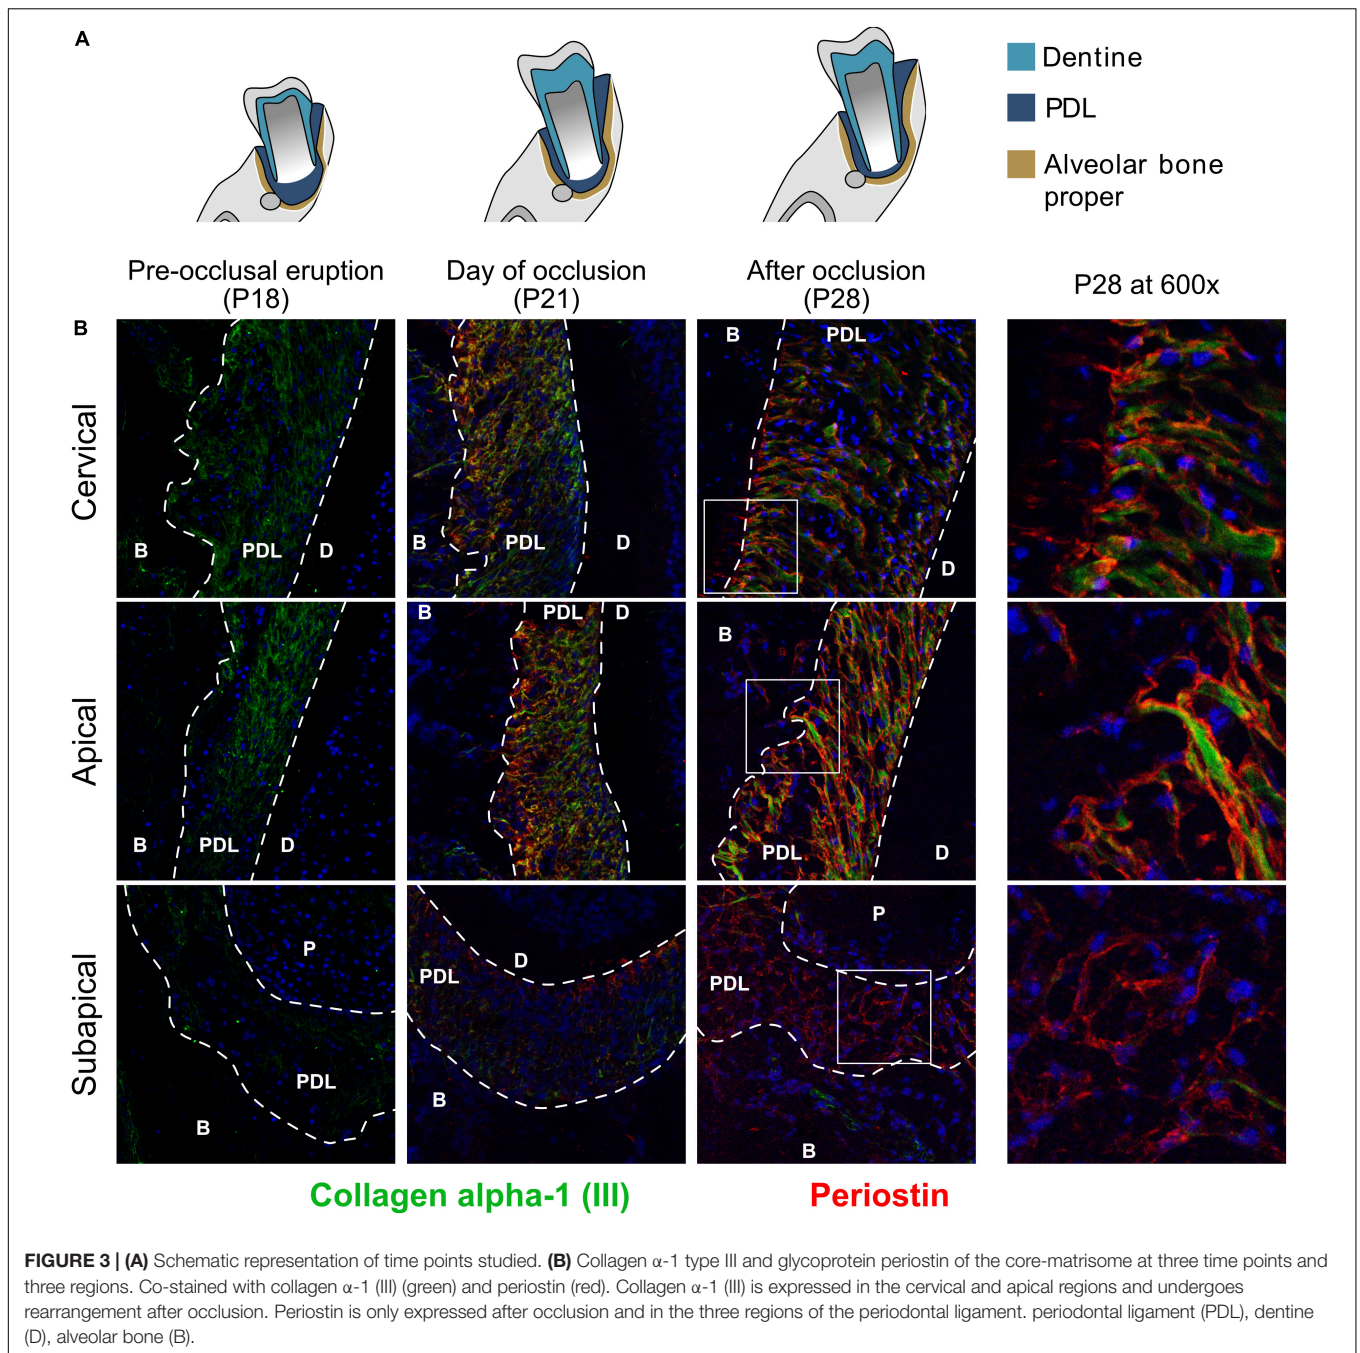 A
Dentine
PDL
Alveolar bone
proper
Pre-occlusal eruption
(P18)
Day of occlusion
(P21)
After occlusion
(P28)
P28 at 600x
B
Cervical
B
PDL
D
B
PDL
D
B
PDL
D
Apical
B
PDL
D
B
PDL
D
B
PDL
D
Subapical
P
PDL
B
D
PDL
B
P
PDL
B
Collagen alpha-1 (III)
Periostin
FIGURE 3 | (A) Schematic representation of time points studied. (B) Collagen α-1 type III and glycoprotein periostin of the core-matrisome at three time points and
three regions. Co-stained with collagen α-1 (III) (green) and periostin (red). Collagen α-1 (III) is expressed in the cervical and apical regions and undergoes
rearrangement after occlusion. Periostin is only expressed after occlusion and in the three regions of the periodontal ligament. periodontal ligament (PDL), dentine
(D), alveolar bone (B).